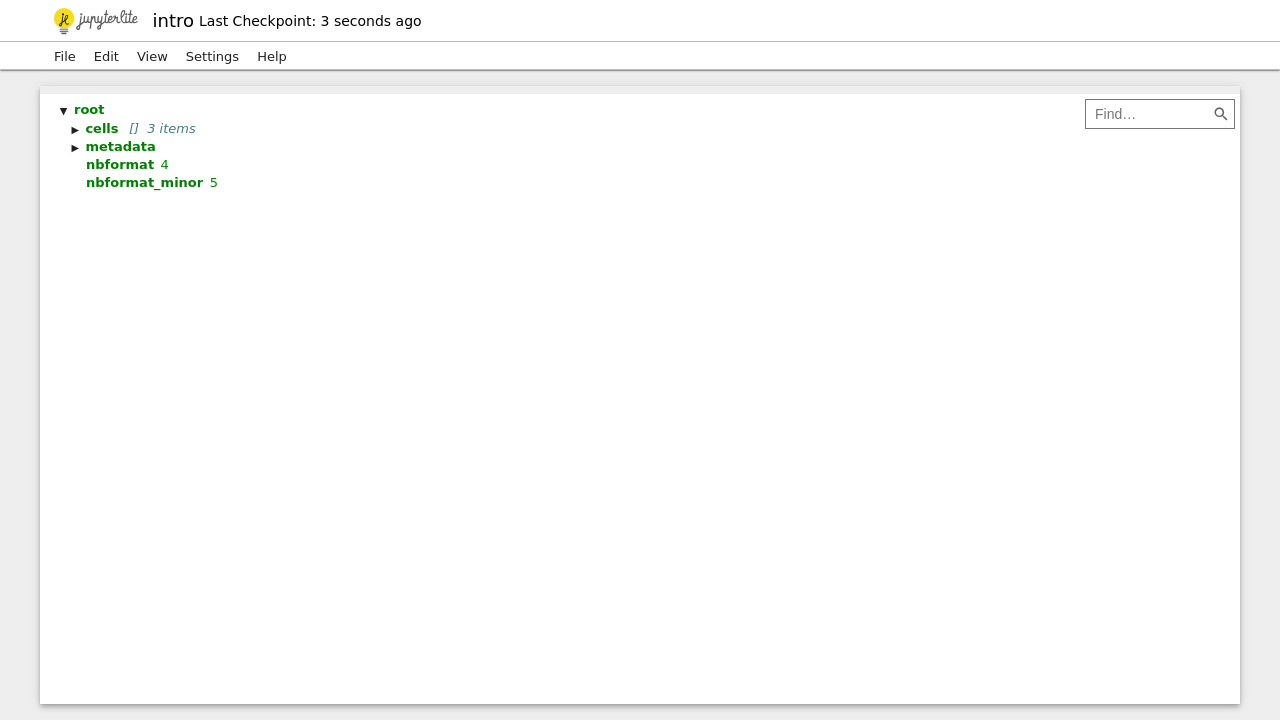 jupyterlite
intro Last Checkpoint: 3 seconds ago
File Edit View Settings Help
Find…
▼ root
► cells [] 3 items
► metadata
nbformat 4
nbformat_minor 5